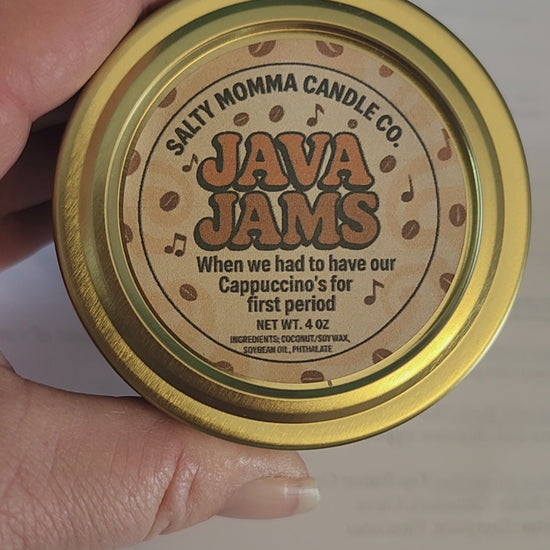 SALTY MOMMA CANDLE CO.
JAVA
JAMS
When we had to have our
Cappuccino's for
first period
NET WT. 4 OZ
INGREDIENTS: COCONUT/SOY WAX,
SOYBEAN OIL, PHTHALATE